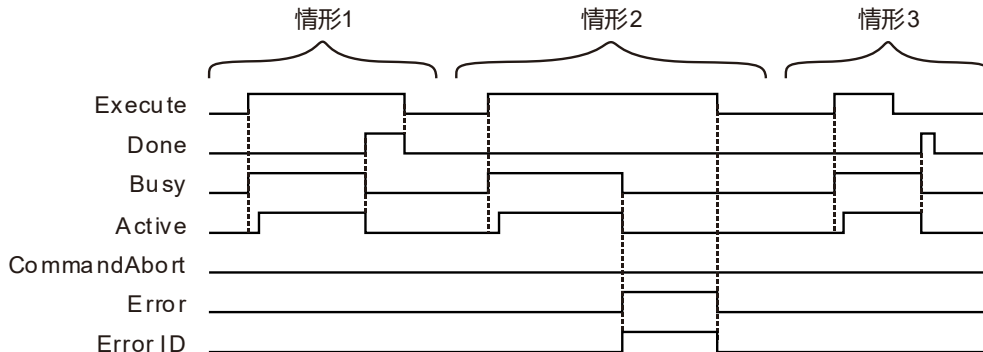 情形1 情形2 情形3
Execute
Done
Busy
Active
CommandAbort
Error
Error ID